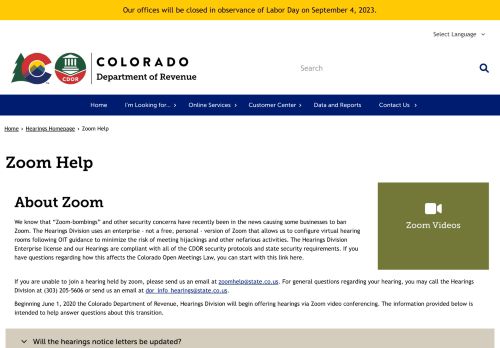 Our offices will be closed in observance of Labor Day on September 4, 2023.
Select Language
COLORADO
Department of Revenue
CDOR
Search
Home
I'm Looking for...
Online Services
Customer Center
Data and Reports
Contact Us
Home › Hearings Homepage › Zoom Help
Zoom Help
About Zoom
We know that "Zoom-bombings" and other security concerns have recently been in the news causing some businesses to ban
Zoom. The Hearings Division uses an enterprise - not a free, personal - version of Zoom that allows us to configure virtual hearing
rooms following OIT guidance to minimize the risk of meeting hijackings and other nefarious activities. The Hearings Division
Enterprise license and our Hearings are compliant with all of the CDOR security protocols and state security requirements. If you
have questions regarding how this affects the Colorado Open Meetings Law, you can start with this link here.
Zoom Videos
If you are unable to join a hearing held by zoom, please send us an email at zoomhelp@state.co.us. For general questions regarding your hearing, you may call the Hearings
Division at (303) 205-5606 or send us an email at dor_info_hearings@state.co.us.
Beginning June 1, 2020 the Colorado Department of Revenue, Hearings Division will begin offering hearings via Zoom video conferencing. The information provided below is
intended to help answer questions about this transition.
Will the hearings notice letters be updated?